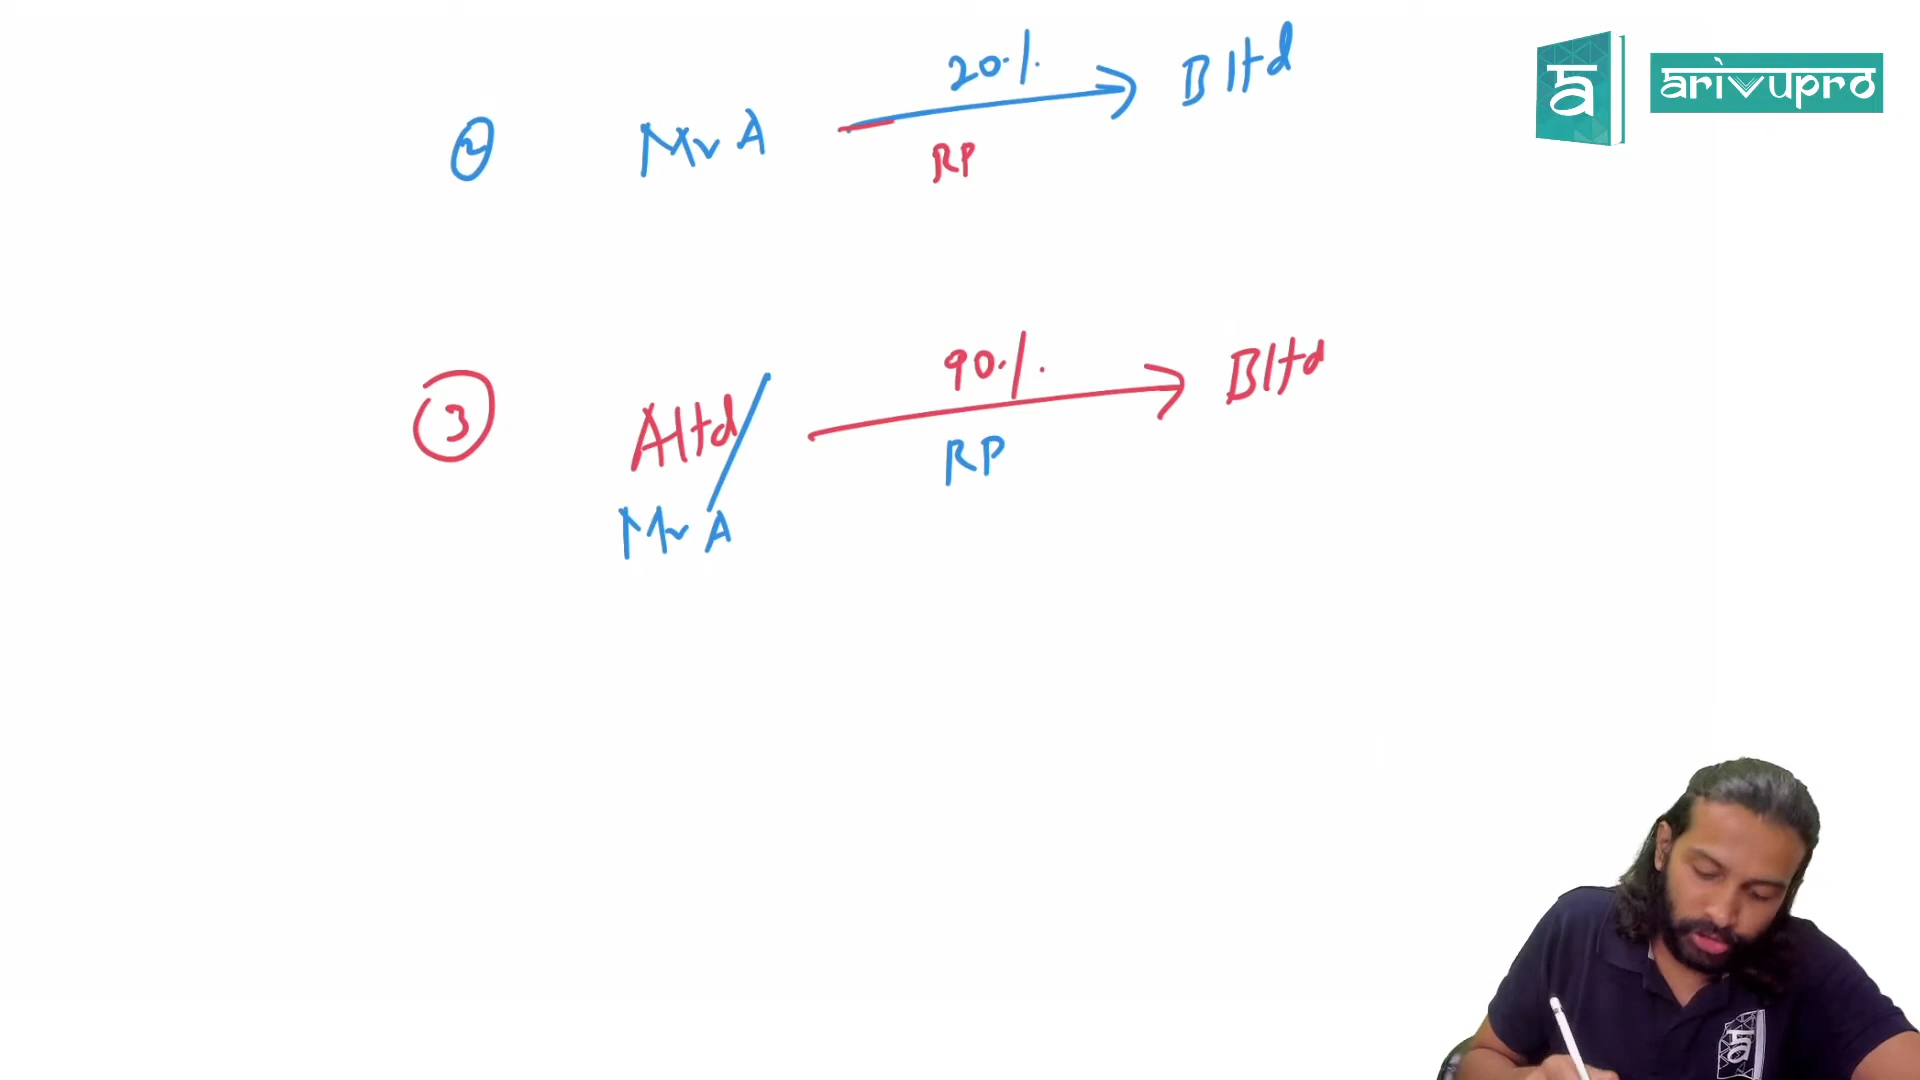 arivupro
② Mr A 20% B ltd
RP
③ A ltd / 90% B ltd
RP
Mr A